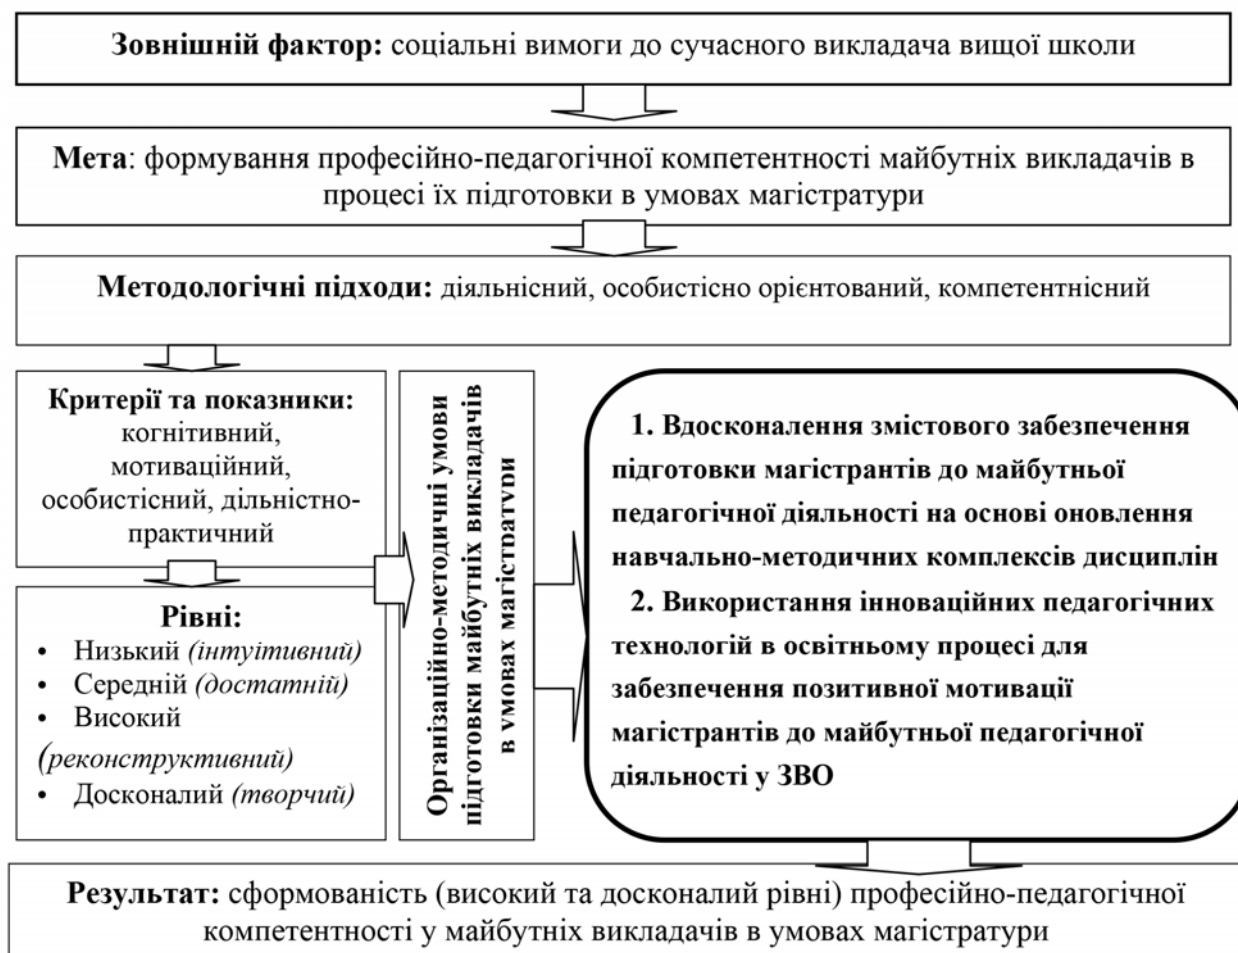 Зовнішній фактор: соціальні вимоги до сучасного викладача вищої школи
Мета: формування професійно-педагогічної компетентності майбутніх викладачів в
процесі їх підготовки в умовах магістратури
Методологічні підходи: діяльнісний, особистісно орієнтований, компетентнісний
Критерії та показники:
когнітивний,
мотиваційний,
особистісний, дільністно-
практичний
Рівні:
• Низький (інтуітивний)
• Середній (достатній)
• Високий
(реконструктивний)
• Досконалий (творчий)
Організаційно-методичні умови
підготовки майбутніх викладачів
в умовах магістратури
1. Вдосконалення змістового забезпечення
підготовки магістрантів до майбутньої
педагогічної діяльності на основі оновлення
навчально-методичних комплексів дисциплін
2. Використання інноваційних педагогічних
технологій в освітньому процесі для
забезпечення позитивної мотивації
магістрантів до майбутньої педагогічної
діяльності у ЗВО
Результат: сформованість (високий та досконалий рівні) професійно-педагогічної
компетентності у майбутніх викладачів в умовах магістратури